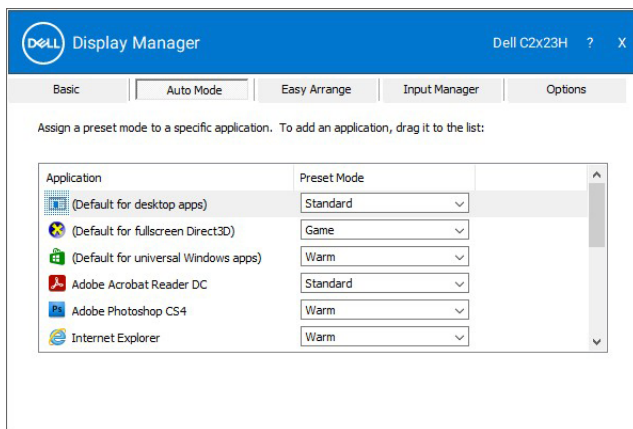 DELL Display Manager Dell C2x23H ? X
Basic Auto Mode Easy Arrange Input Manager Options
Assign a preset mode to a specific application. To add an application, drag it to the list:
Application Preset Mode
(Default for desktop apps) Standard
(Default for fullscreen Direct3D) Game
(Default for universal Windows apps) Warm
Adobe Acrobat Reader DC Standard
Ps Adobe Photoshop CS4 Warm
Internet Explorer Warm